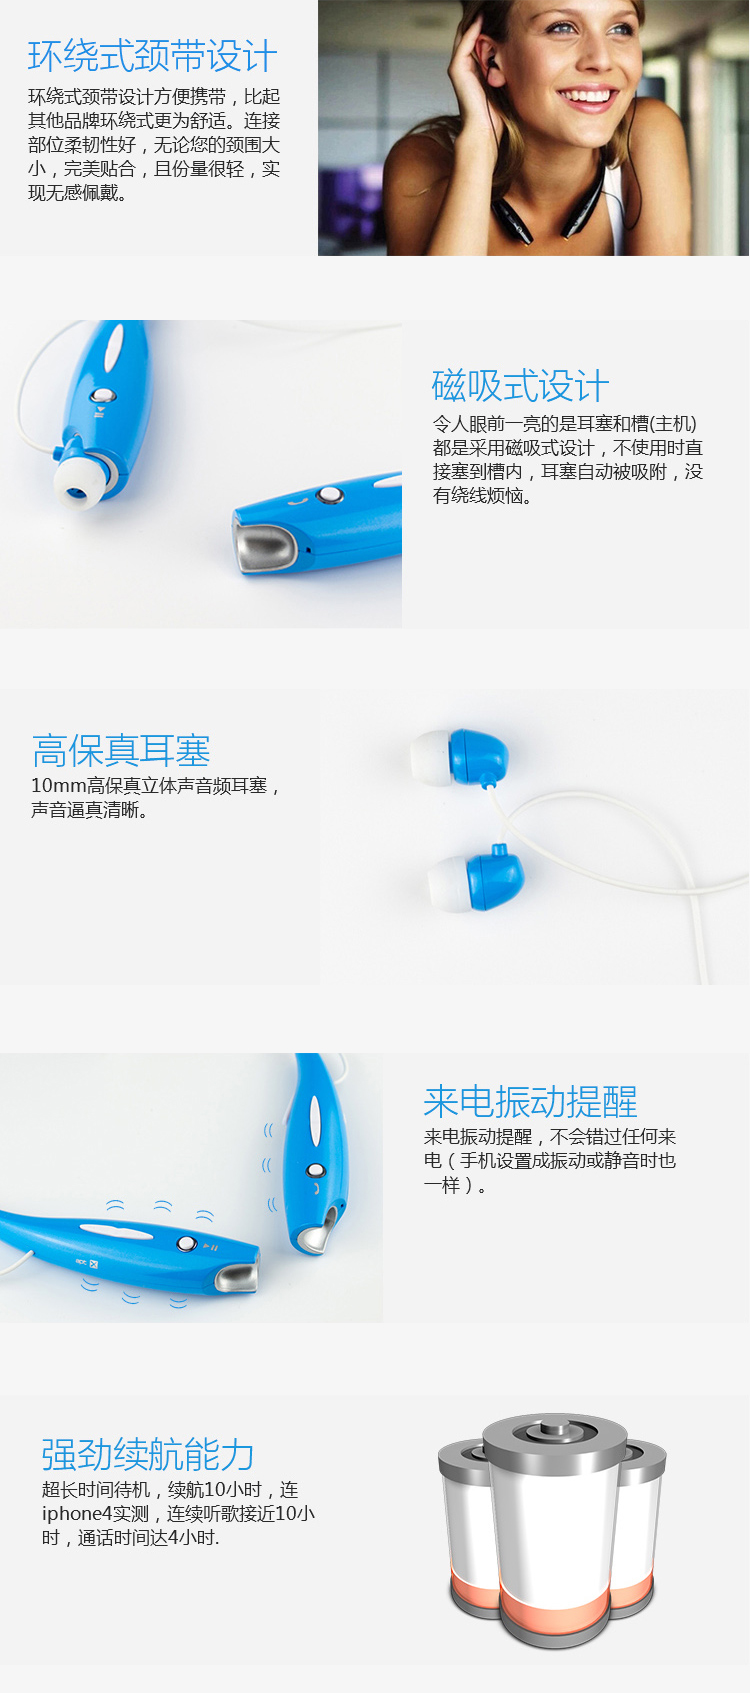 环绕式颈带设计
环绕式颈带设计方便携带，比起
其他品牌环绕式更为舒适。连接
部位柔韧性好，无论您的颈围大
小，完美贴合，且份量很轻，实
现无感佩戴。
磁吸式设计
令人眼前一亮的是耳塞和槽(主机)
都是采用磁吸式设计，不使用时直
接塞到槽内，耳塞自动被吸附，没
有绕线烦恼。
高保真耳塞
10mm高保真立体声音频耳塞，
声音逼真清晰。
来电振动提醒
来电振动提醒，不会错过任何来
电（手机设置成振动或静音时也
一样）。
aptX
强劲续航能力
超长时间待机，续航10小时，连
iphone4实测，连续听歌接近10小
时，通话时间达4小时.